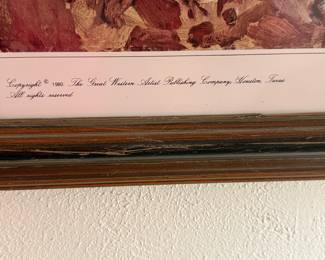 Copyright © 1980. The Great Western Artist Publishing Company, Houston, Texas
All rights reserved